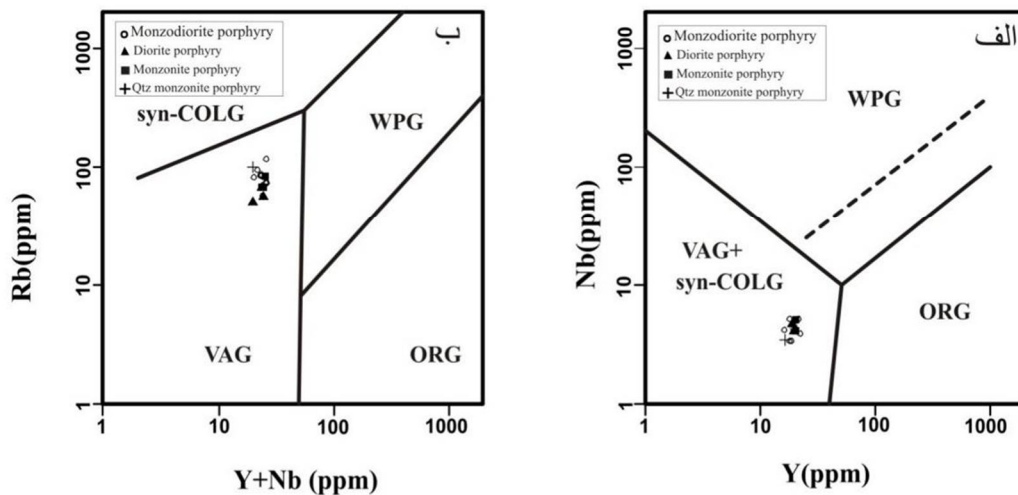 ب
1000
100
10
1
Rb(ppm)
Monzodiorite porphyry
Diorite porphyry
Monzonite porphyry
Qtz monzonite porphyry
syn-COLG
WPG
VAG
ORG
1
10
100
1000
Y+Nb (ppm)
الف
1000
100
10
1
Nb(ppm)
Monzodiorite porphyry
Diorite porphyry
Monzonite porphyry
Qtz monzonite porphyry
WPG
VAG+
syn-COLG
ORG
1
10
100
1000
Y(ppm)